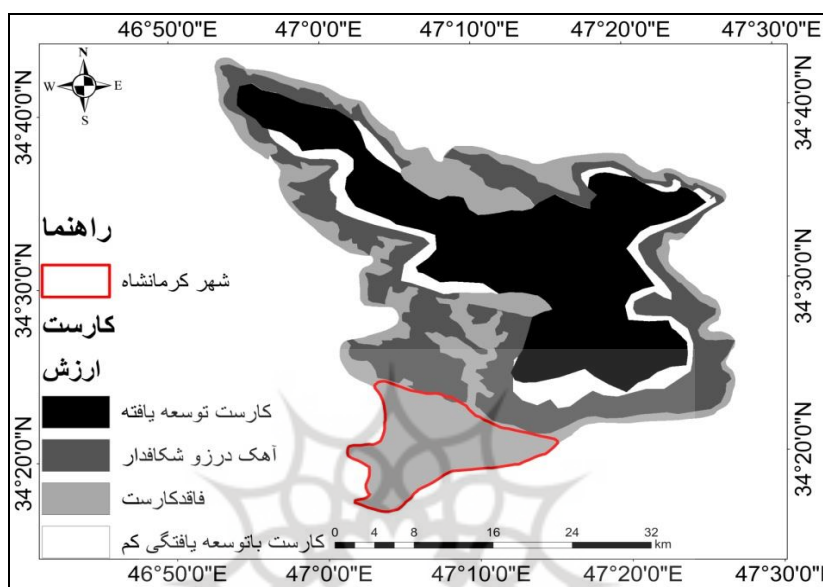 46°50'0"E 47°0'0"E 47°10'0"E 47°20'0"E 47°30'0"E
N
W E
S
34°40'0"N 34°40'0"N
راهنما
شهر کرمانشاه
34°30'0"N 34°30'0"N
کارست
ارزش
کارست توسعه یافته
آهک درزو شکافدار
34°20'0"N 34°20'0"N
فاقدکارست
کارست باتوسعه یافتگی کم
0 4 8 16 24 32
km
46°50'0"E 47°0'0"E 47°10'0"E 47°20'0"E 47°30'0"E